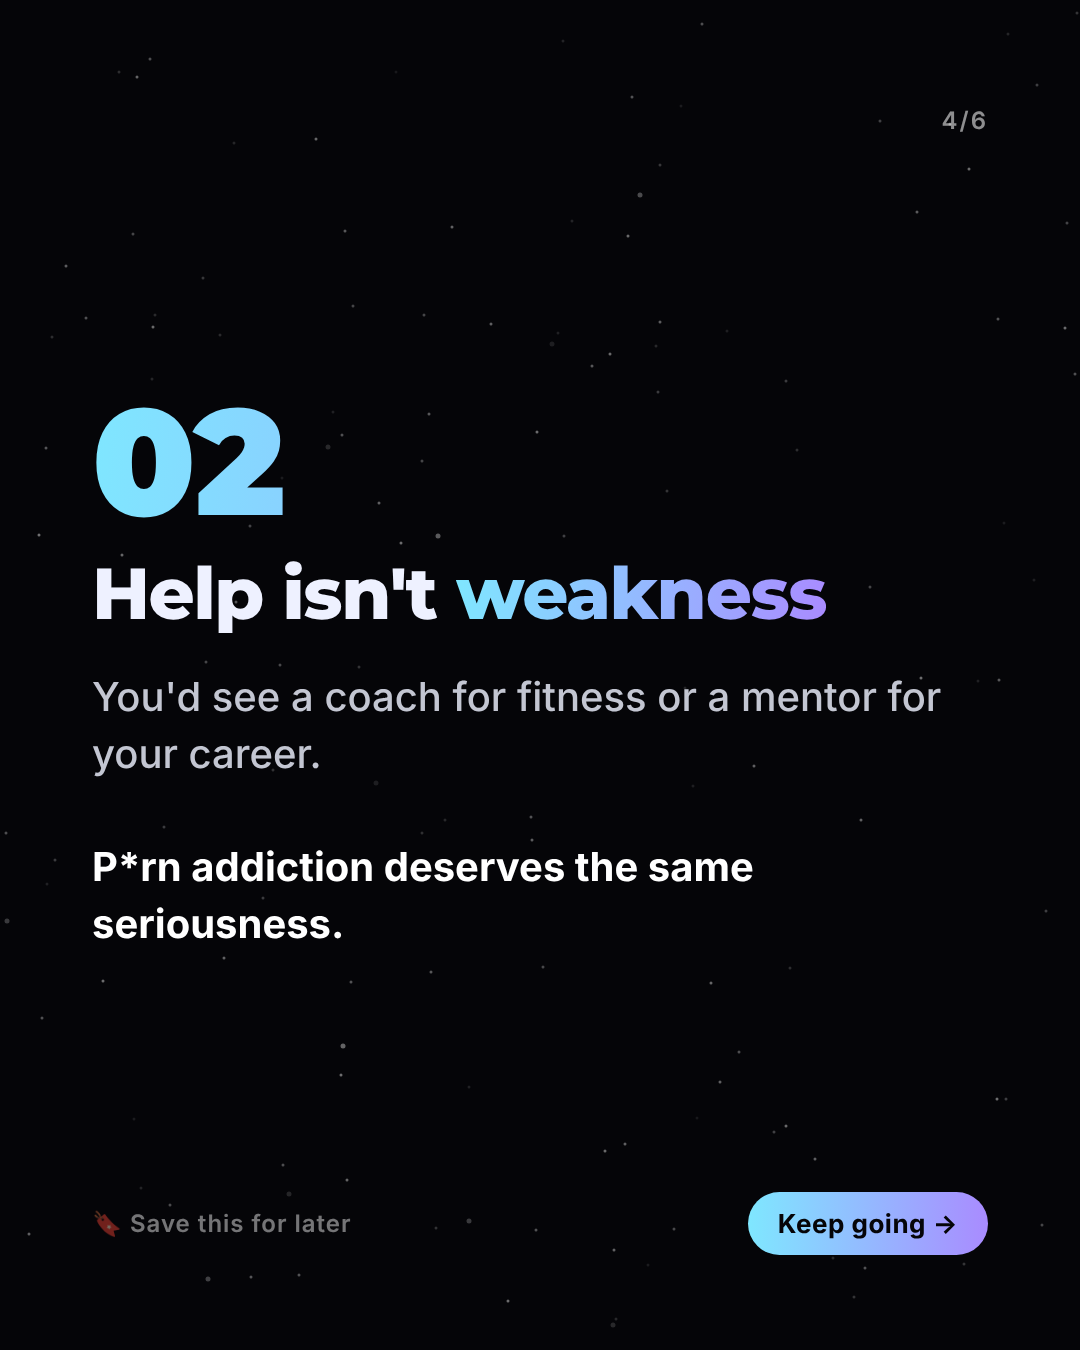 4/6
02
Help isn't weakness
You'd see a coach for fitness or a mentor for
your career.
P*rn addiction deserves the same
seriousness.
🔖 Save this for later
Keep going →